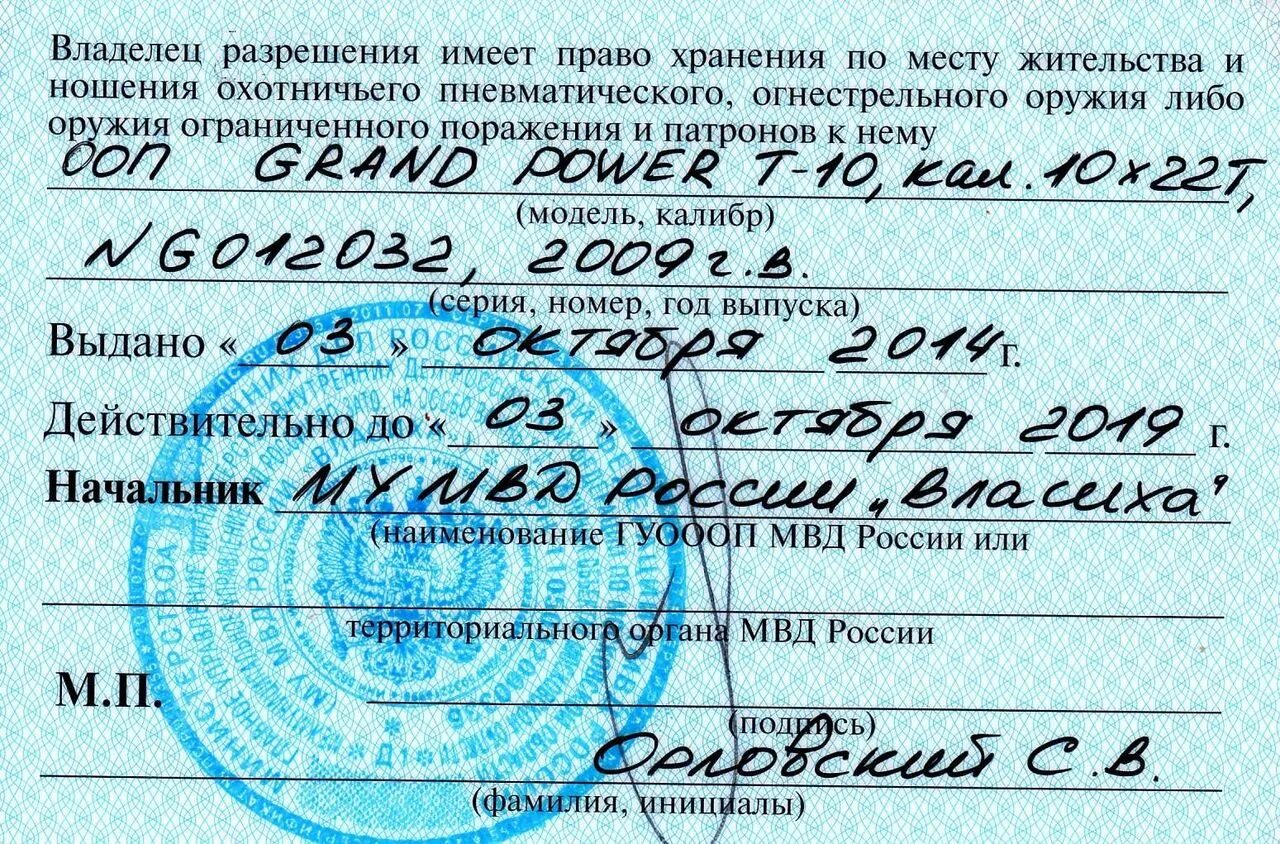 Владелец разрешения имеет право хранения по месту жительства и
ношения охотничьего пневматического, огнестрельного оружия либо
оружия ограниченного поражения и патронов к нему
ООП GRAND POWER T-10, кал. 10x22T,
(модель, калибр)
NG012032, 2009 г.в.
(серия, номер, год выпуска)
Выдано « 03 » октября 2014 г.
Действительно до « 03 » октября 2019 г.
Начальник МУ МВД России „Власиха“
(наименование ГУОООП МВД России или
территориального органа МВД России
М.П.
(подпись)
Орловский С.В.
(фамилия, инициалы)